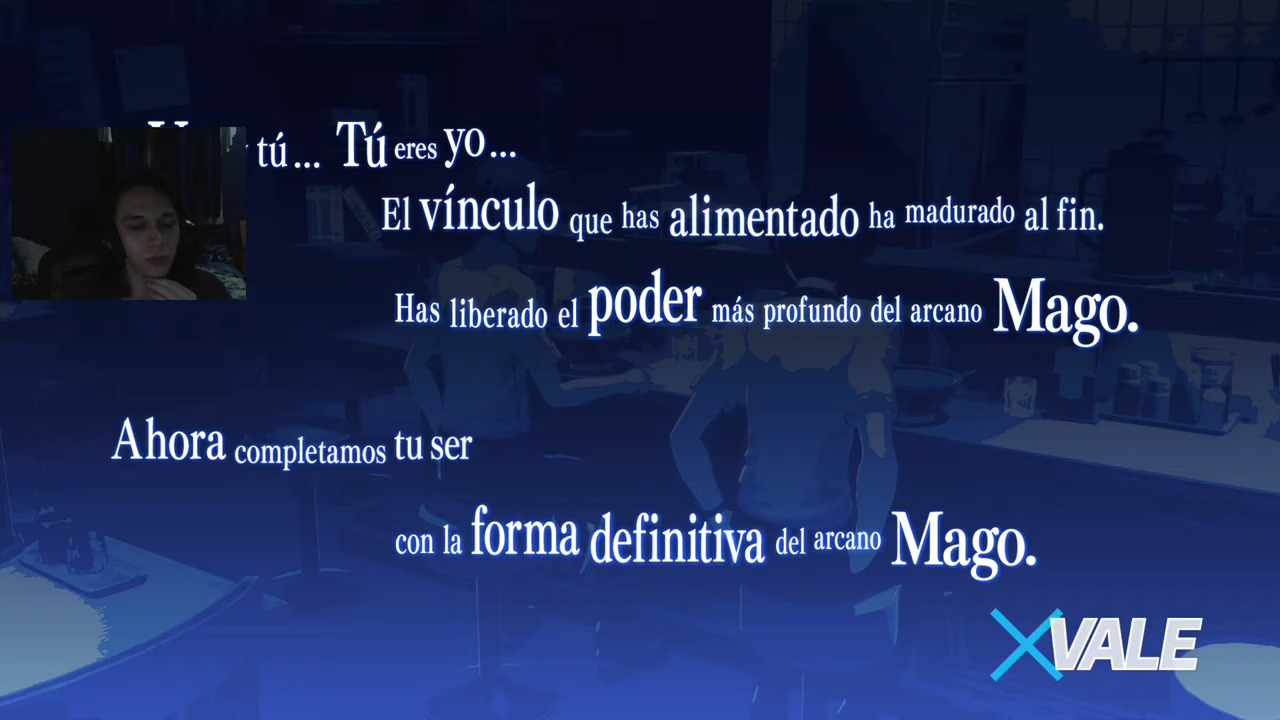 tú... Tú eres yo...
El vínculo que has alimentado ha madurado al fin.
Has liberado el poder más profundo del arcano Mago.
Ahora completamos tu ser
con la forma definitiva del arcano Mago.
VALE